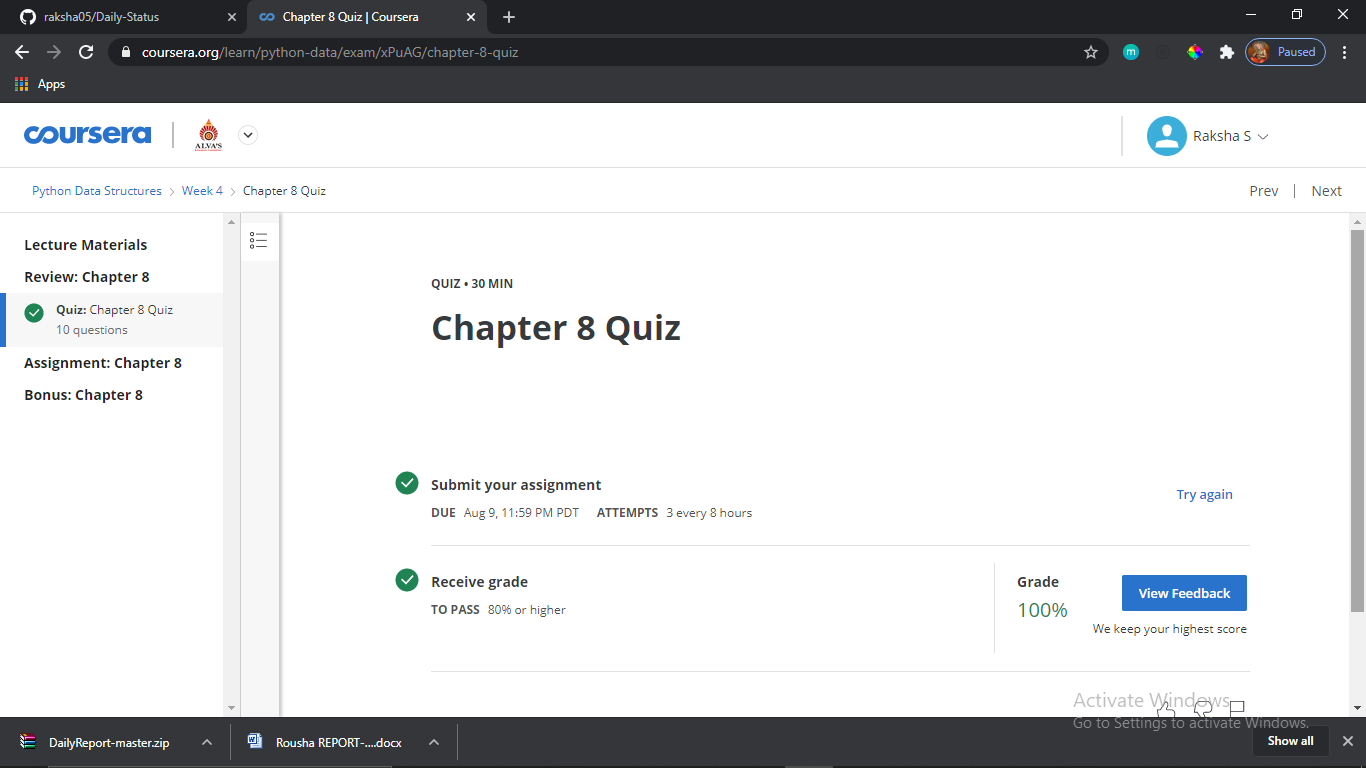 raksha05/Daily-Status
Chapter 8 Quiz | Coursera
coursera.org/learn/python-data/exam/xPuAG/chapter-8-quiz
Paused
Apps
coursera
ALVA'S
Raksha S
Python Data Structures > Week 4 > Chapter 8 Quiz
Prev | Next
Lecture Materials
Review: Chapter 8
Quiz: Chapter 8 Quiz
10 questions
Assignment: Chapter 8
Bonus: Chapter 8
QUIZ • 30 MIN
Chapter 8 Quiz
Submit your assignment
DUE Aug 9, 11:59 PM PDT ATTEMPTS 3 every 8 hours
Try again
Receive grade
TO PASS 80% or higher
Grade
100%
View Feedback
We keep your highest score
Activate Windows
Go to Settings to activate Windows.
DailyReport-master.zip
Rousha REPORT-....docx
Show all